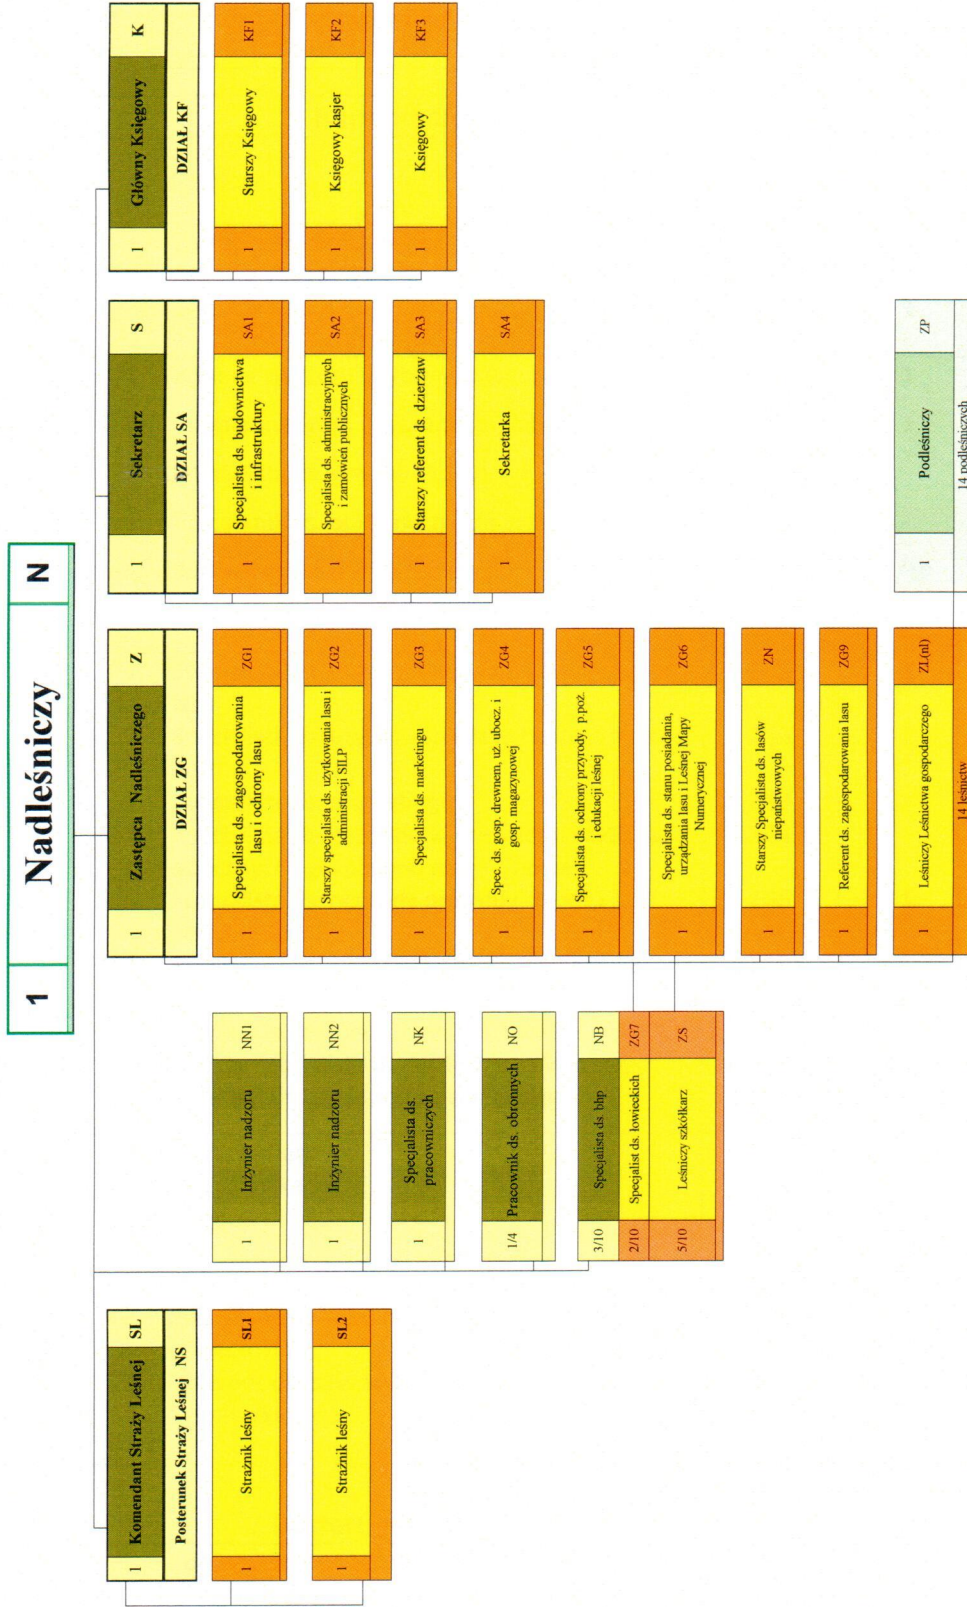 1 Nadleśniczy N
1 Komendant Straży Leśnej SL
Posterunek Straży Leśnej NS
1 Strażnik leśny SL1
1 Strażnik leśny SL2
1 Inżynier nadzoru NN1
1 Inżynier nadzoru NN2
1 Specjalista ds. NK
pracowniczych
1/4 Pracownik ds. obronnych NO
3/10 Specjalista ds. bhp NB
2/10 Specjalist ds. łowieckich ZG7
5/10 Leśniczy szkółkarz ZS
1 Zastępca Nadleśniczego Z
DZIAŁ ZG
1 Specjalista ds. zagospodarowania ZG1
lasu i ochrony lasu
1 Starszy specjalista ds. użytkowania lasu i ZG2
administracji SILP
1 Specjalista ds. marketingu ZG3
1 Spec. ds. gosp. drewnem, uż. ubocz. i ZG4
gosp. magazynowej
1 Specjalista ds. ochrony przyrody, p.poż. ZG5
i edukacji leśnej
1 Specjalista ds. stanu posiadania, ZG6
urządzania lasu i Leśnej Mapy
Numerycznej
1 Starszy Specjalista ds. lasów ZN
niepaństwowych
1 Referent ds. zagospodarowania lasu ZG9
1 Leśniczy Leśnictwa gospodarczego ZL(nl)
14 leśnictw
1 Sekretarz S
DZIAŁ SA
1 Specjalista ds. budownictwa SA1
i infrastruktury
1 Specjalista ds. administracyjnych SA2
i zamówień publicznych
1 Starszy referent ds. dzierżaw SA3
1 Sekretarka SA4
1 Podleśniczy ZP
14 podleśniczych
1 Główny Księgowy K
DZIAŁ KF
1 Starszy Księgowy KF1
1 Księgowy kasjer KF2
1 Księgowy KF3